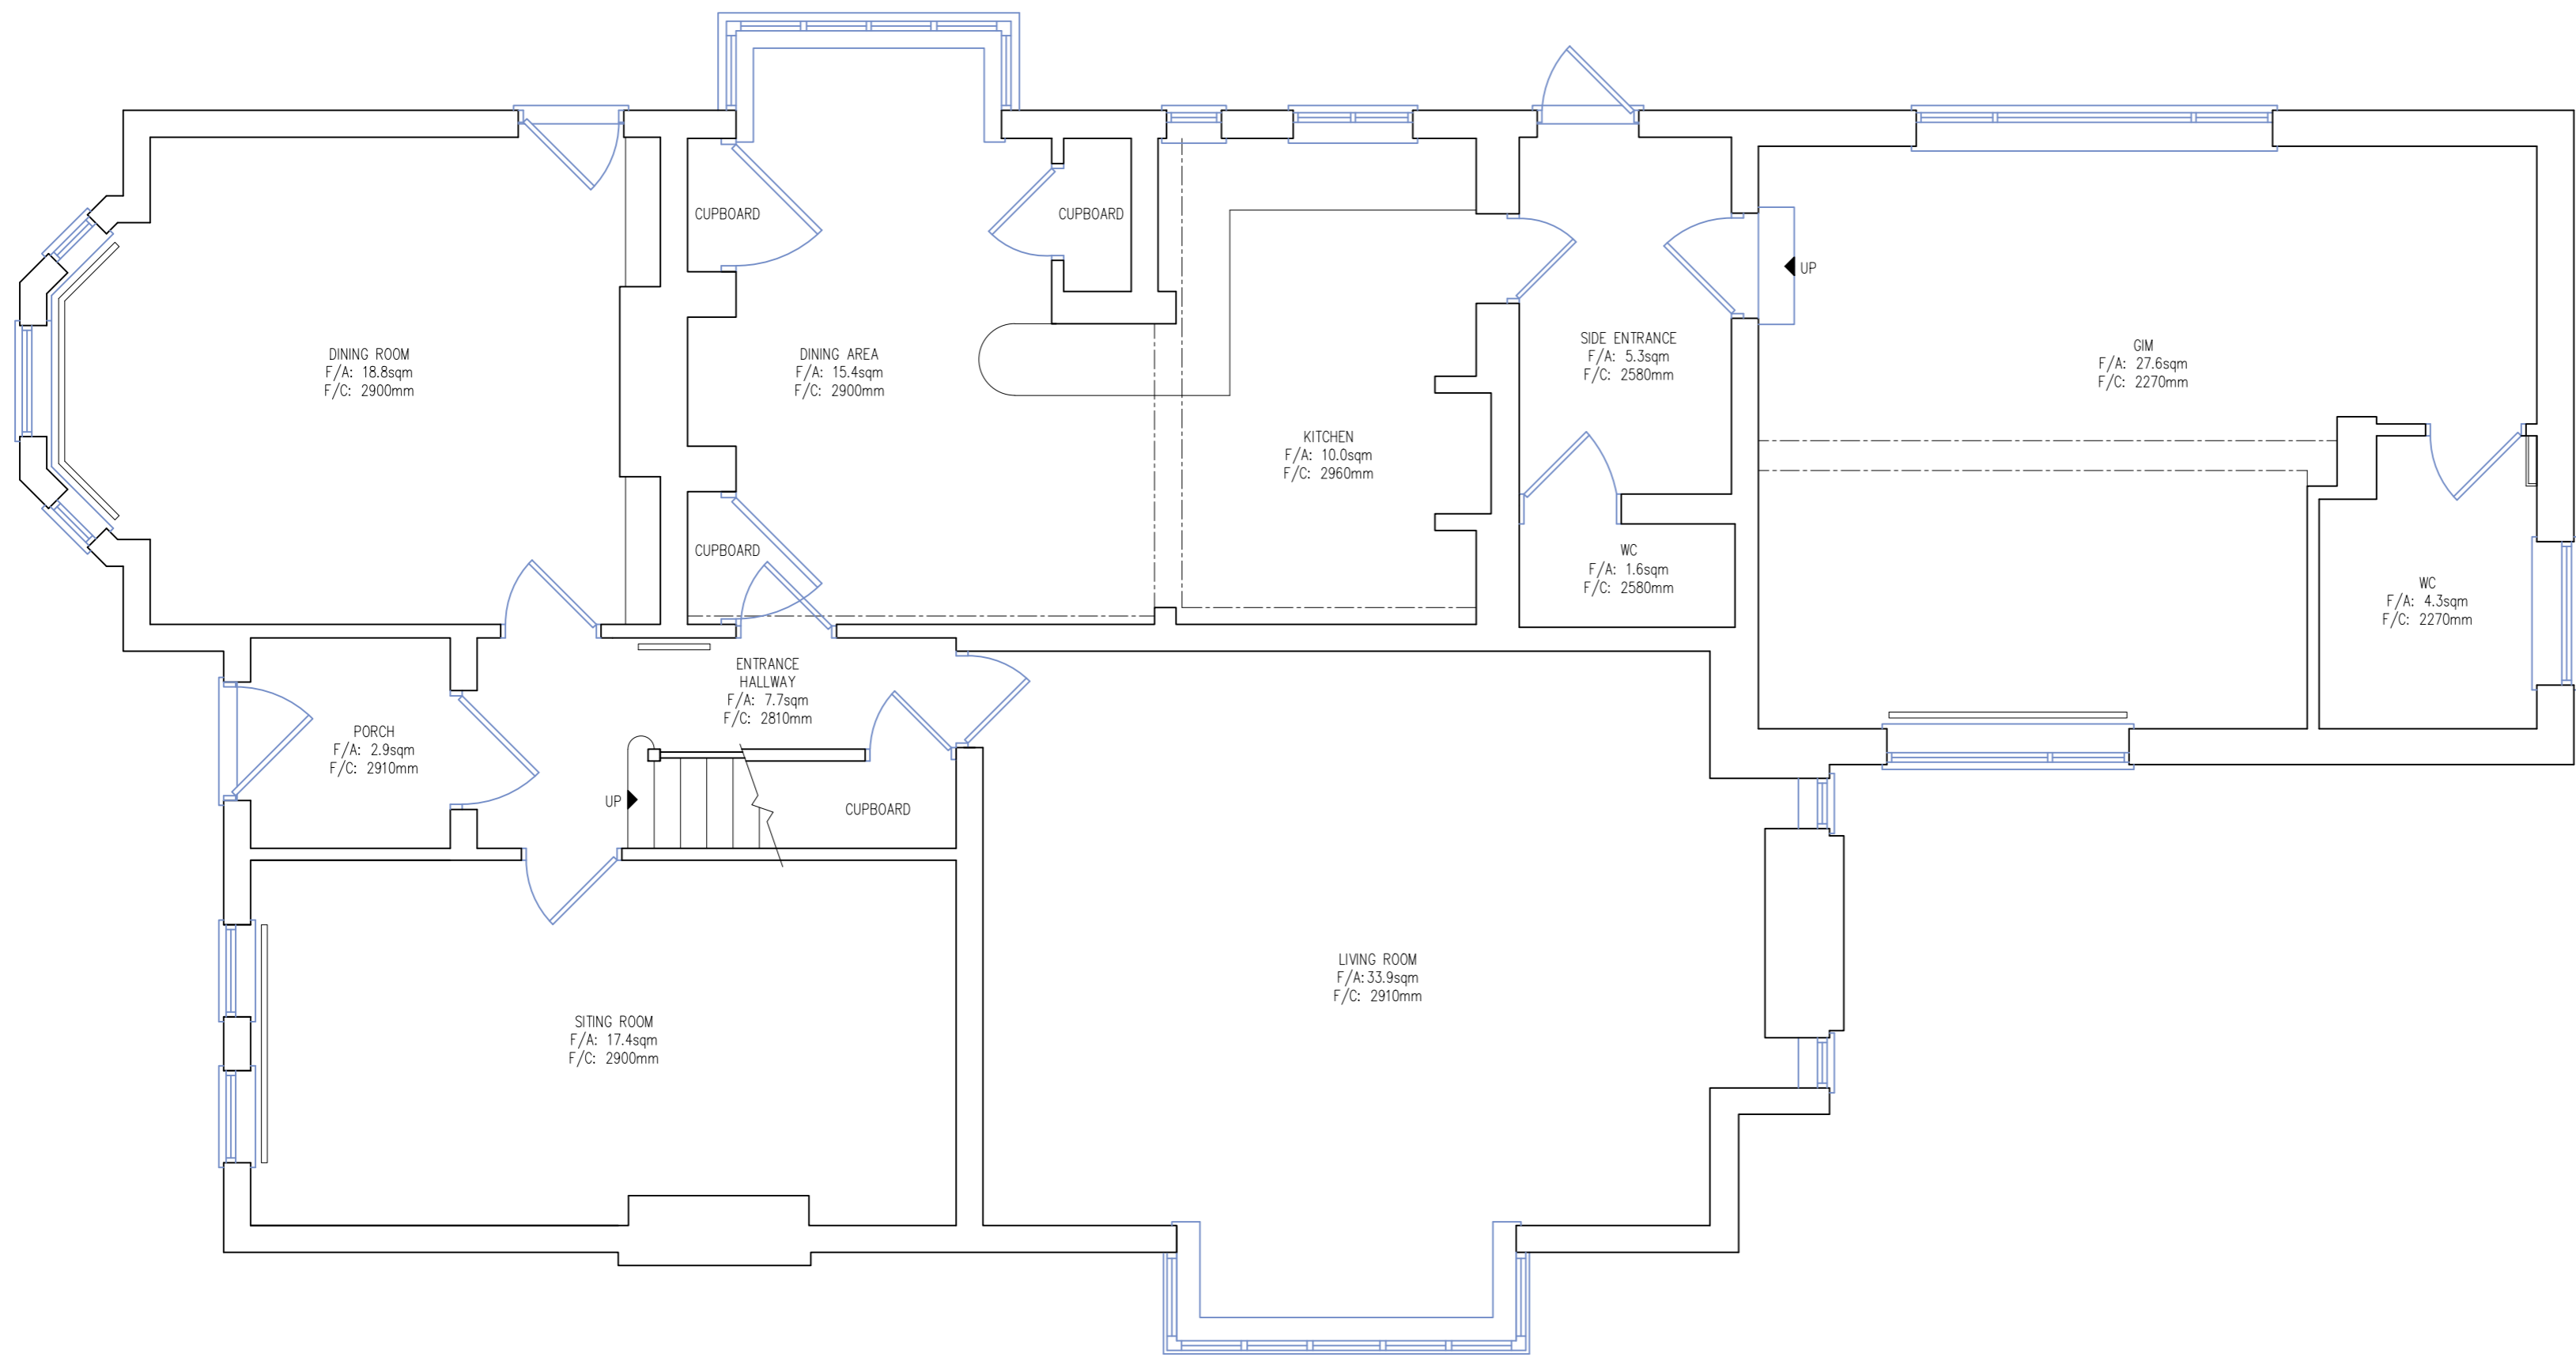 CUPBOARD
CUPBOARD
UP
DINING ROOM
F/A: 18.8sqm
F/C: 2900mm
DINING AREA
F/A: 15.4sqm
F/C: 2900mm
SIDE ENTRANCE
F/A: 5.3sqm
F/C: 2580mm
GIM
F/A: 27.6sqm
F/C: 2270mm
KITCHEN
F/A: 10.0sqm
F/C: 2960mm
CUPBOARD
WC
F/A: 1.6sqm
F/C: 2580mm
WC
F/A: 4.3sqm
F/C: 2270mm
ENTRANCE
HALLWAY
F/A: 7.7sqm
F/C: 2810mm
PORCH
F/A: 2.9sqm
F/C: 2910mm
UP
CUPBOARD
LIVING ROOM
F/A:33.9sqm
F/C: 2910mm
SITING ROOM
F/A: 17.4sqm
F/C: 2900mm